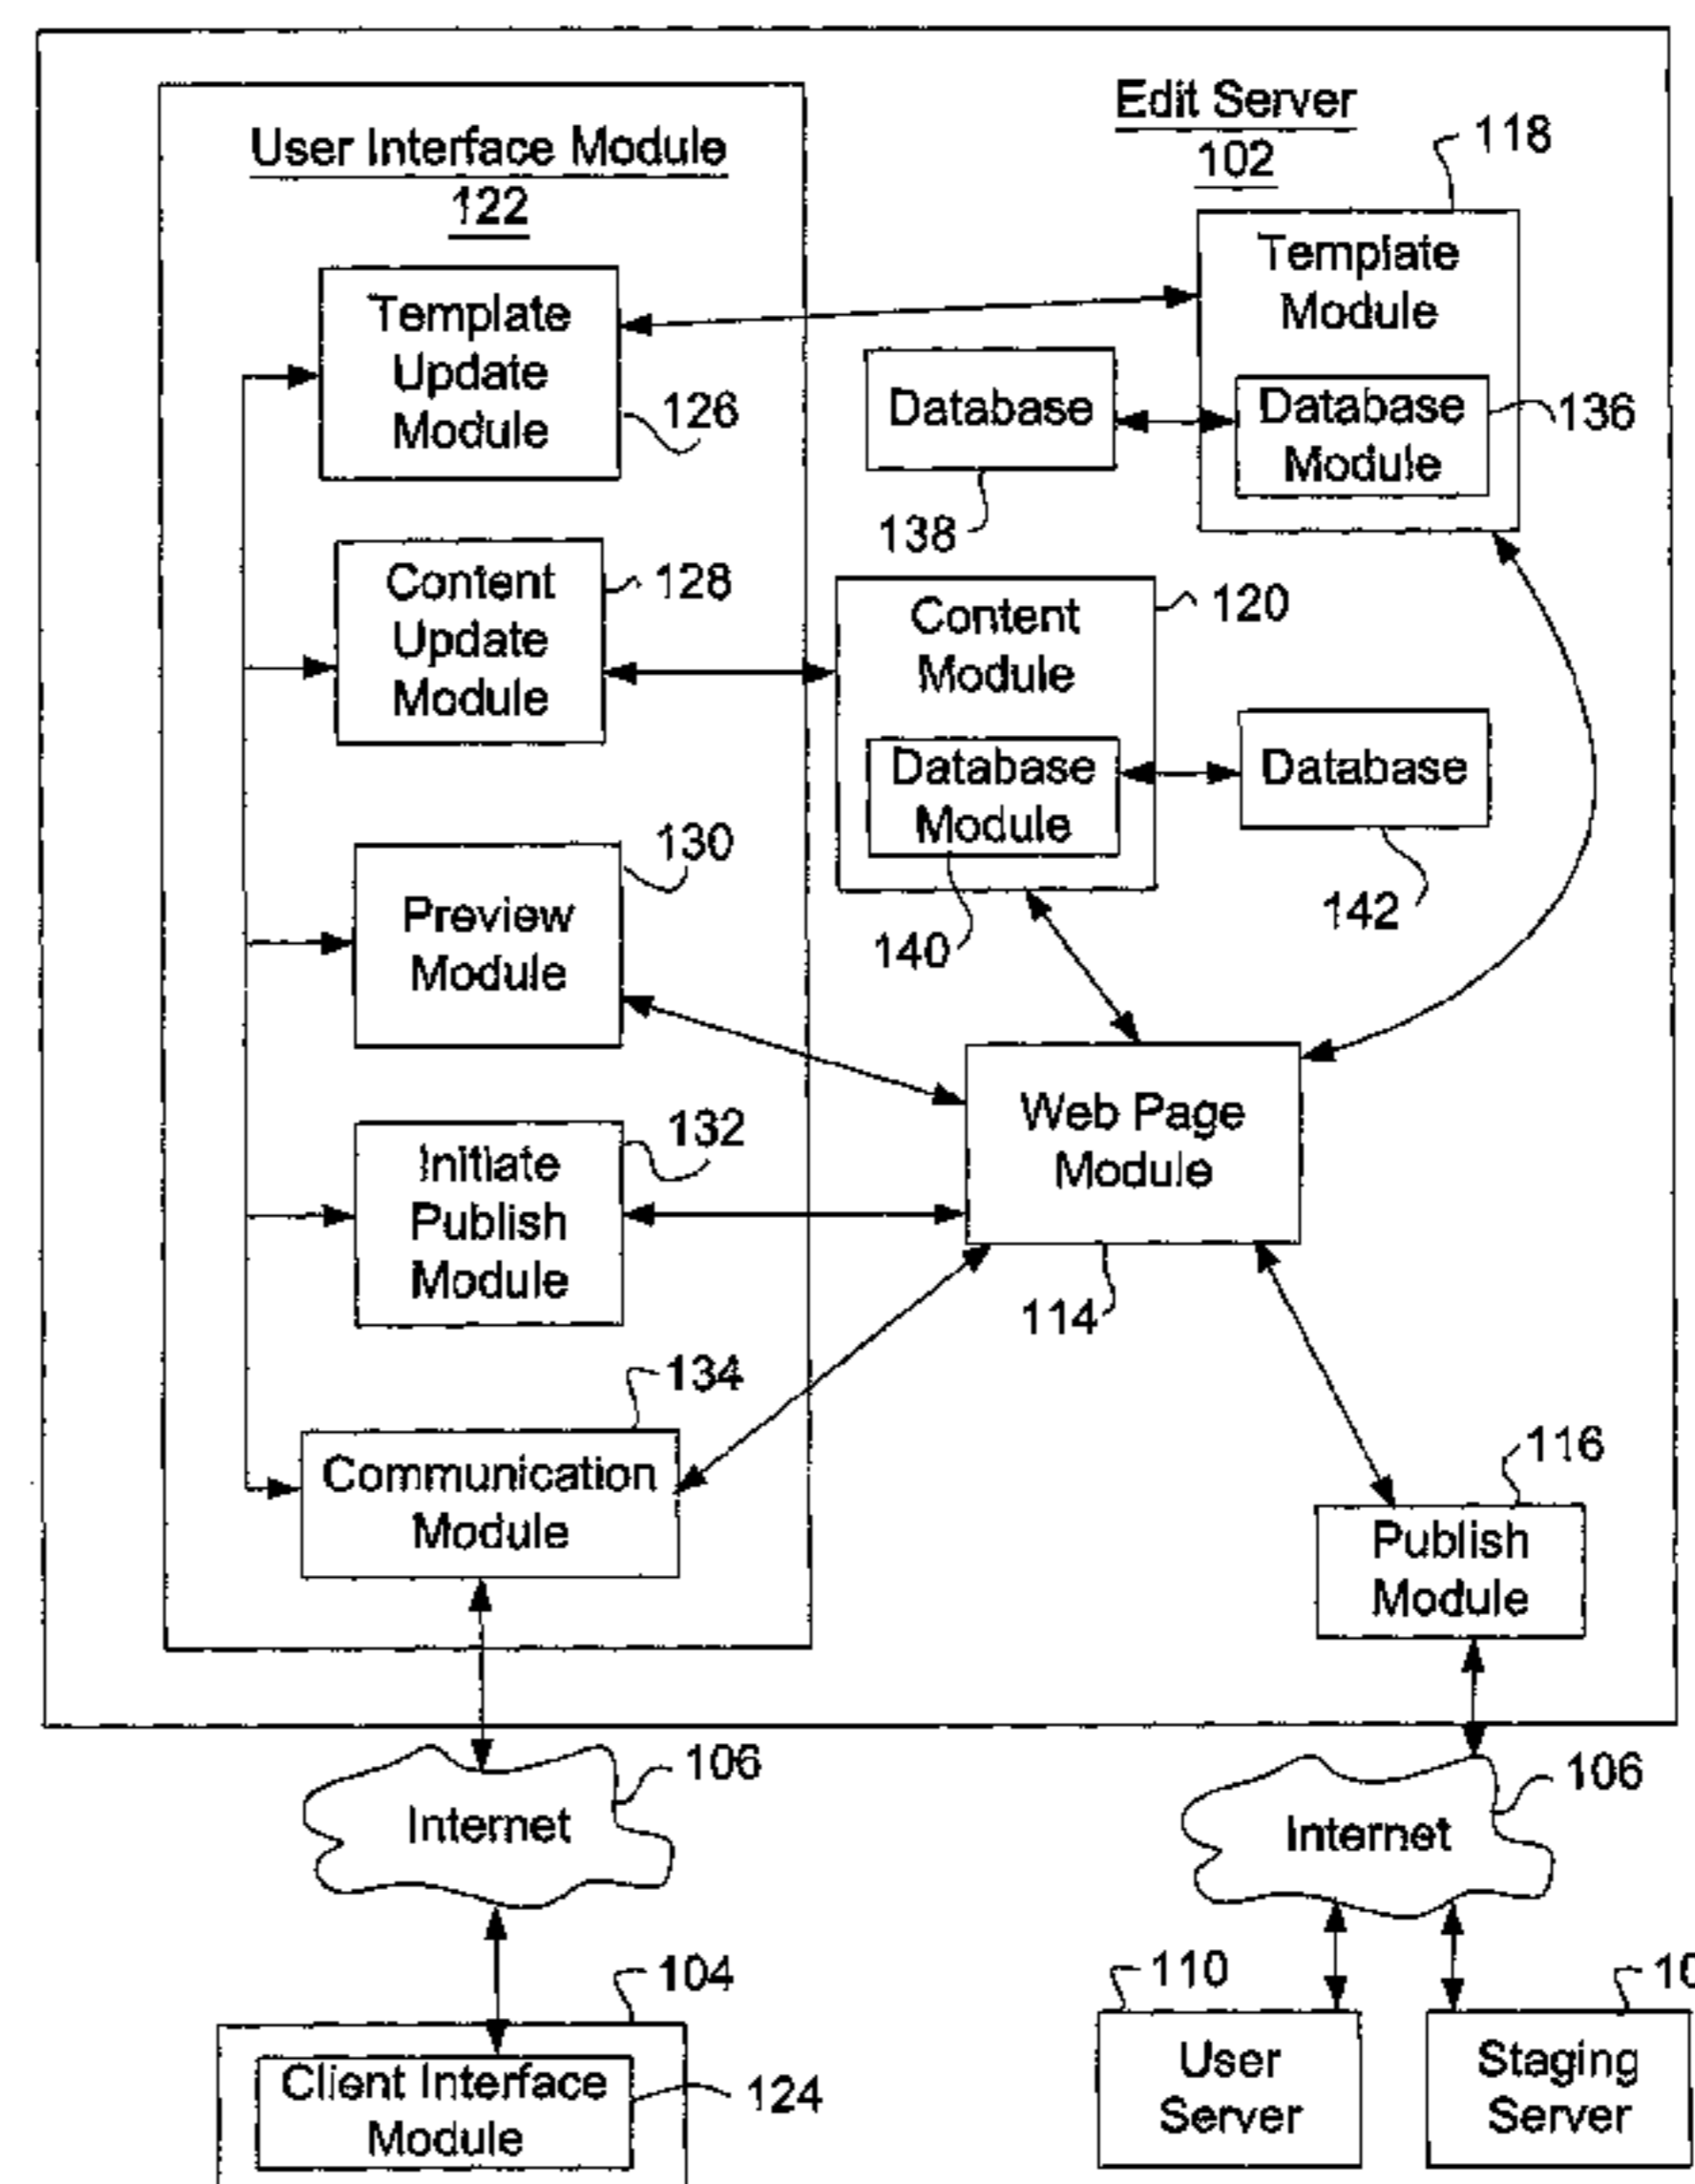 Edit Server
102
118
User Interface Module
122
Template
Module
Template
Update
Module
126
Database
138
Database
Module
136
Content
Update
Module
128
Content
Module
120
Database
Module
140
Database
142
Preview
Module
130
Web Page
Module
114
Initiate
Publish
Module
132
Communication
Module
134
Publish
Module
116
Internet
106
Internet
106
104
Client Interface
Module
124
110
User
Server
Staging
Server